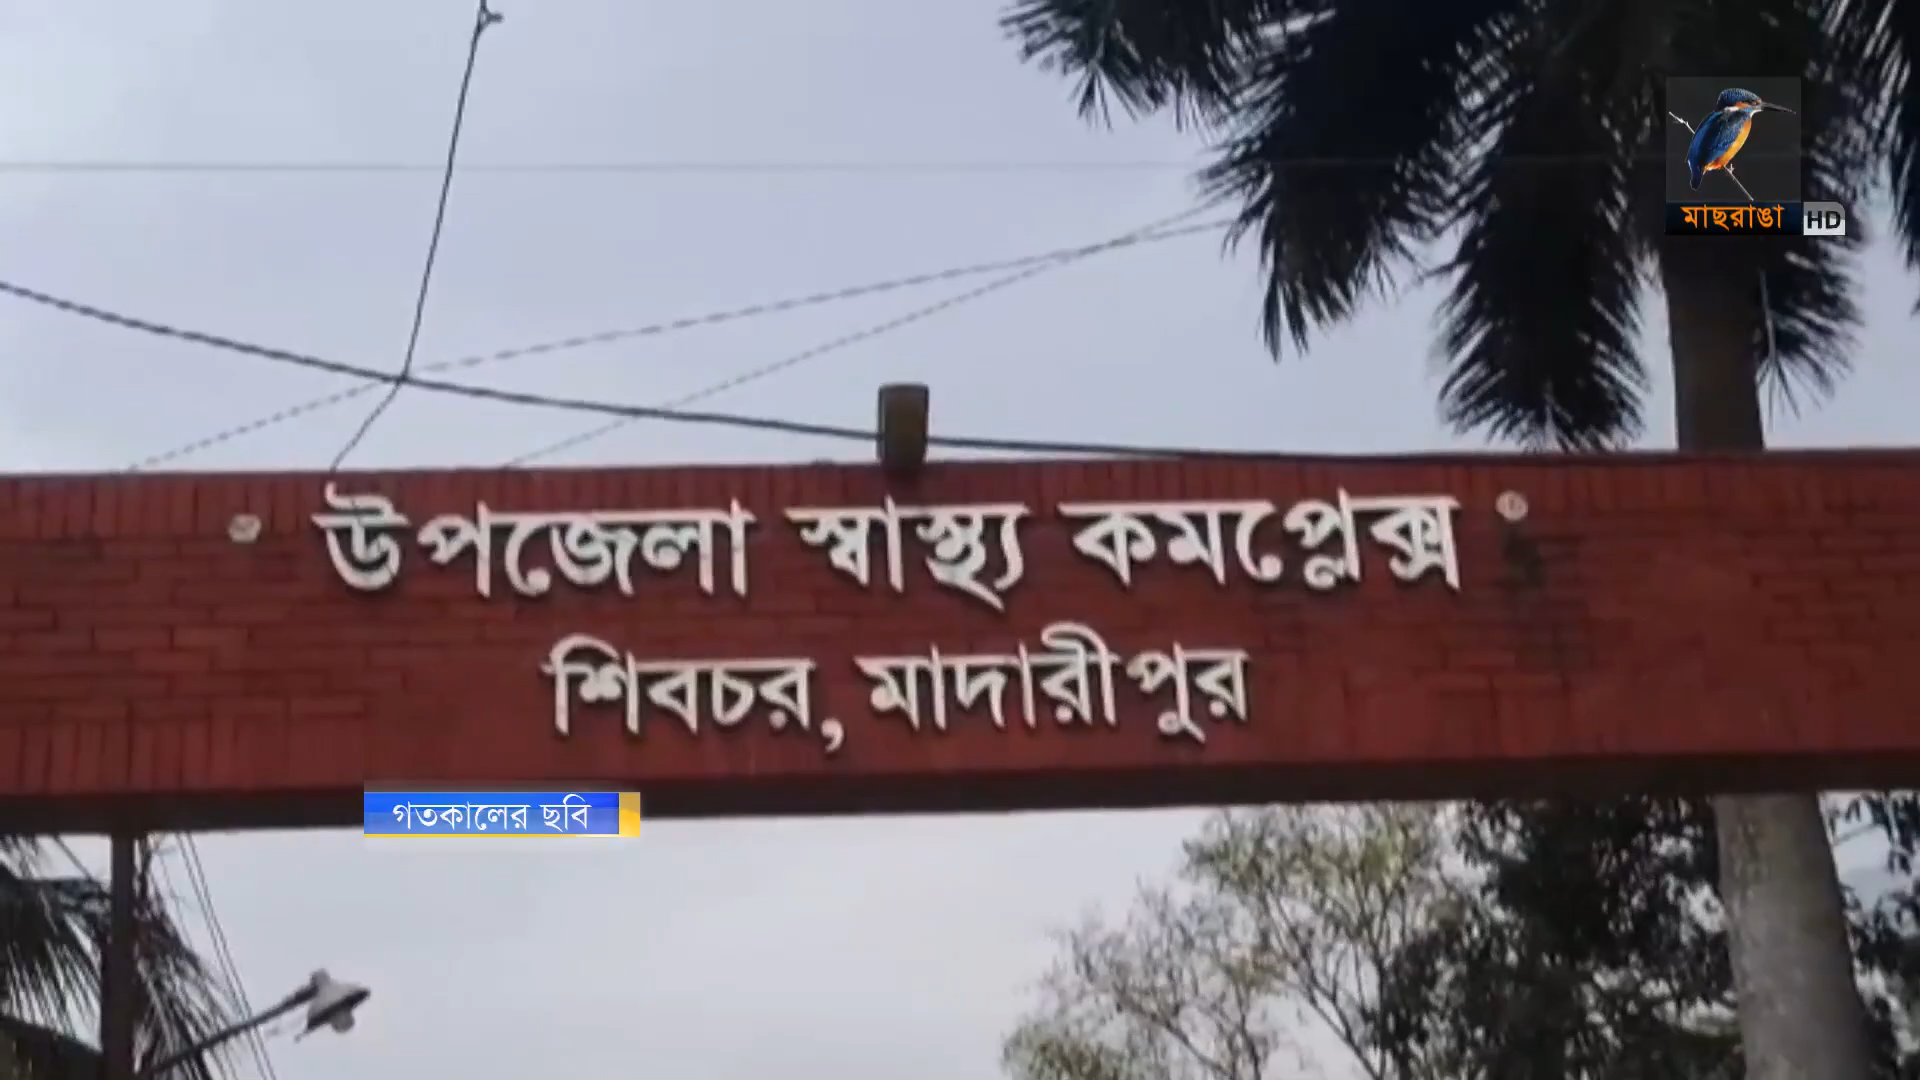 মাছরাঙা HD
উপজেলা স্বাস্থ্য কমপ্লেক্স
শিবচর, মাদারীপুর
গতকালের ছবি